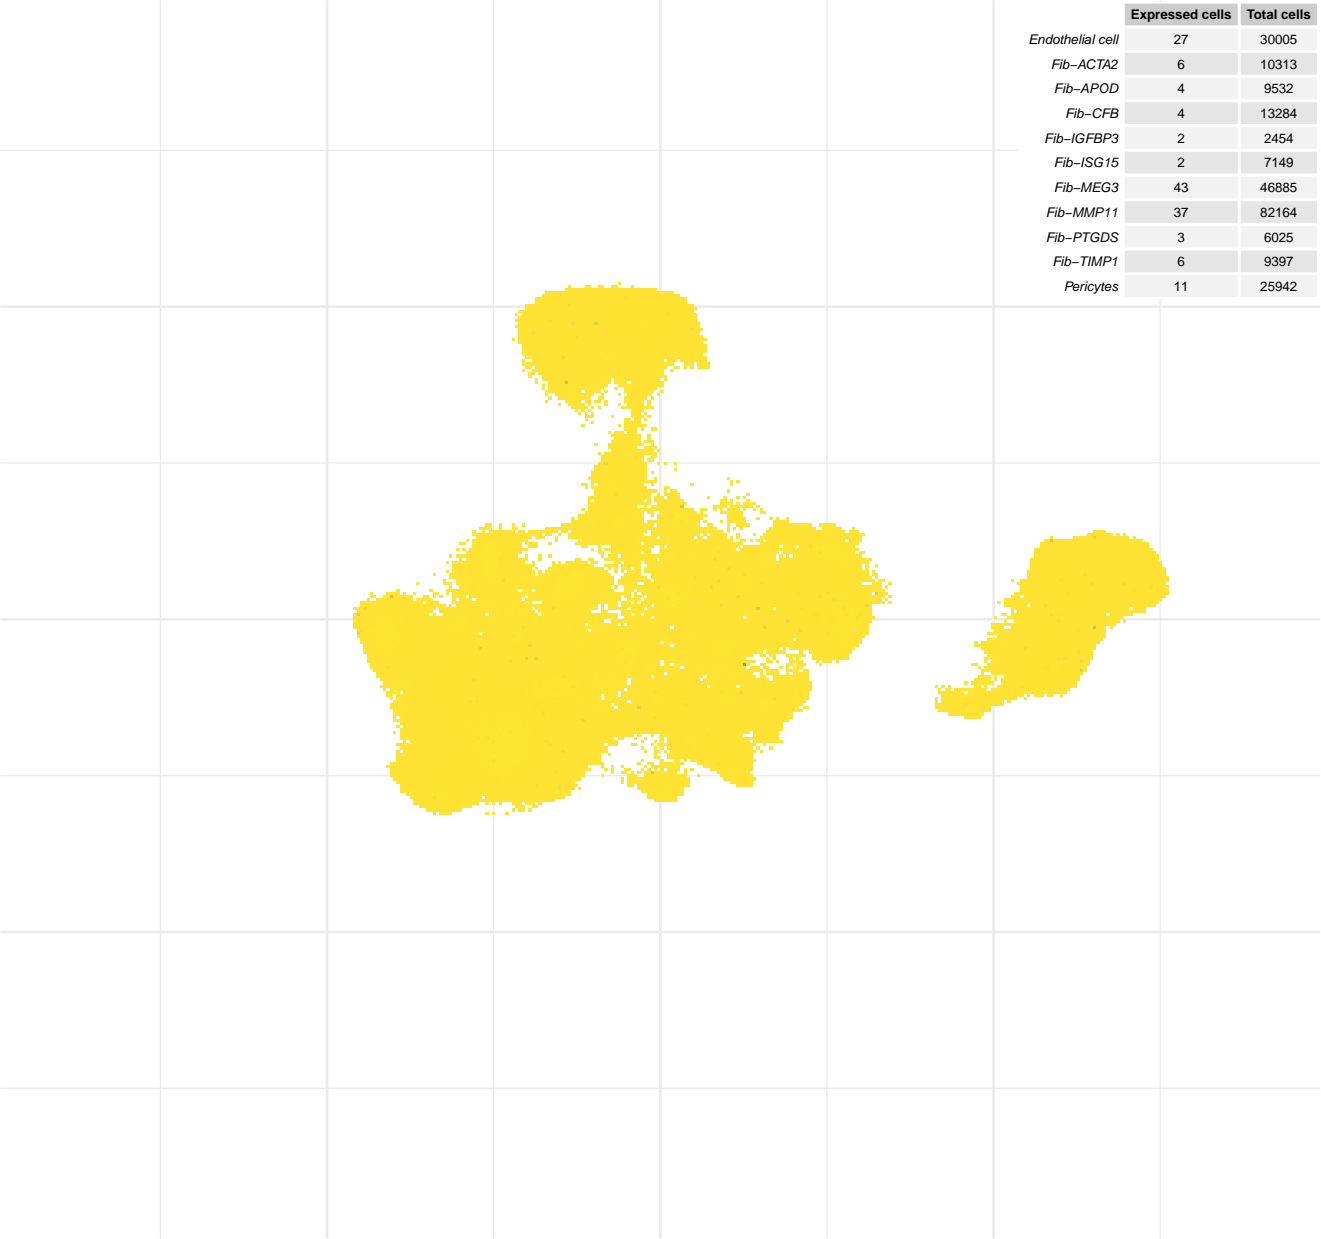 Expressed cells Total cells
Endothelial cell 27 30005
Fib−ACTA2 6 10313
Fib−APOD 4 9532
Fib−CFB 4 13284
Fib−IGFBP3 2 2454
Fib−ISG15 2 7149
Fib−MEG3 43 46885
Fib−MMP11 37 82164
Fib−PTGDS 3 6025
Fib−TIMP1 6 9397
Pericytes 11 25942